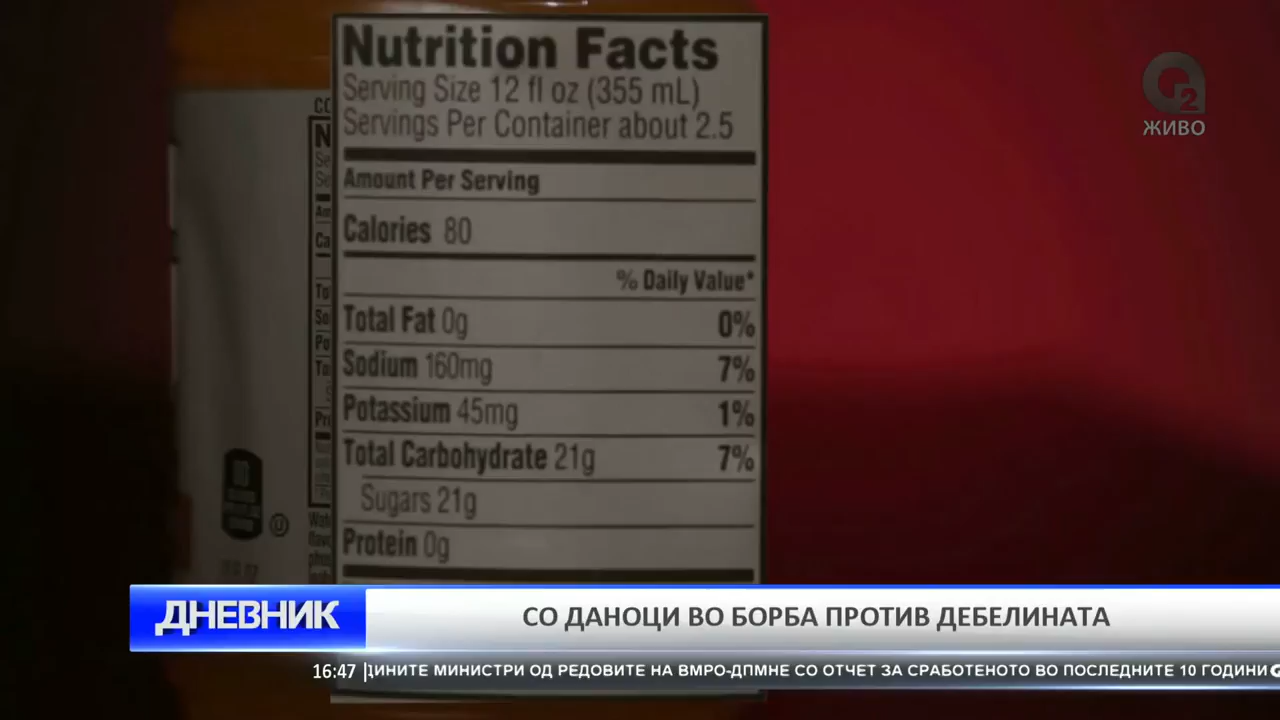 Nutrition Facts
Serving Size 12 fl oz (355 mL)
Servings Per Container about 2.5
Amount Per Serving
Calories 80
% Daily Value*
Total Fat 0g 0%
Sodium 160mg 7%
Potassium 45mg 1%
Total Carbohydrate 21g 7%
Sugars 21g
Protein 0g
2
ЖИВО
ДНЕВНИК
СО ДАНОЦИ ВО БОРБА ПРОТИВ ДЕБЕЛИНАТА
16:47
МИНИСТРИ ОД РЕДОВИТЕ НА ВМРО-ДПМНЕ СО ОТЧЕТ ЗА СРАБОТЕНОТО ВО ПОСЛЕДНИТЕ 10 ГОДИНИ